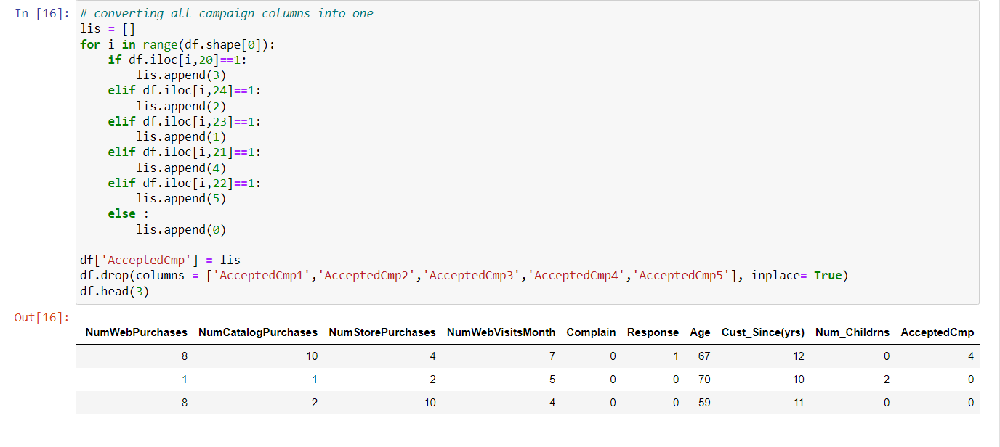 In [16]: # converting all campaign columns into one
lis = []
for i in range(df.shape[0]):
    if df.iloc[i,20]==1:
        lis.append(3)
    elif df.iloc[i,24]==1:
        lis.append(2)
    elif df.iloc[i,23]==1:
        lis.append(1)
    elif df.iloc[i,21]==1:
        lis.append(4)
    elif df.iloc[i,22]==1:
        lis.append(5)
    else :
        lis.append(0)
df['AcceptedCmp'] = lis
df.drop(columns = ['AcceptedCmp1','AcceptedCmp2','AcceptedCmp3','AcceptedCmp4','AcceptedCmp5'], inplace= True)
df.head(3)
Out[16]:
NumWebPurchases NumCatalogPurchases NumStorePurchases NumWebVisitsMonth Complain Response Age Cust_Since(yrs) Num_Childrns AcceptedCmp
8 10 4 7 0 1 67 12 0 4
1 1 2 5 0 0 70 10 2 0
8 2 10 4 0 0 59 11 0 0